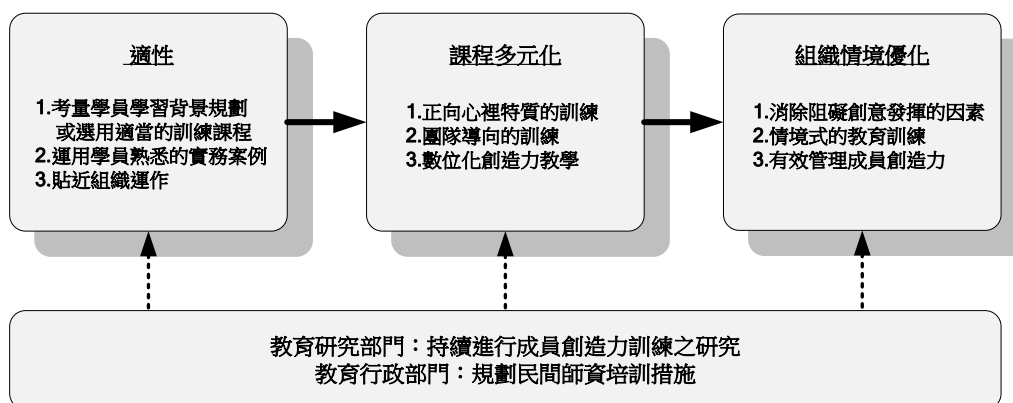 適性
1.考量學員學習背景規劃
或選用適當的訓練課程
2.運用學員熟悉的實務案例
3.貼近組織運作
課程多元化
1.正向心裡特質的訓練
2.團隊導向的訓練
3.數位化創造力教學
組織情境優化
1.消除阻礙創意發揮的因素
2.情境式的教育訓練
3.有效管理成員創造力
教育研究部門：持續進行成員創造力訓練之研究
教育行政部門：規劃民間師資培訓措施